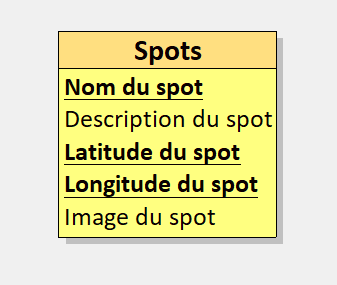 Spots
Nom du spot
Description du spot
Latitude du spot
Longitude du spot
Image du spot